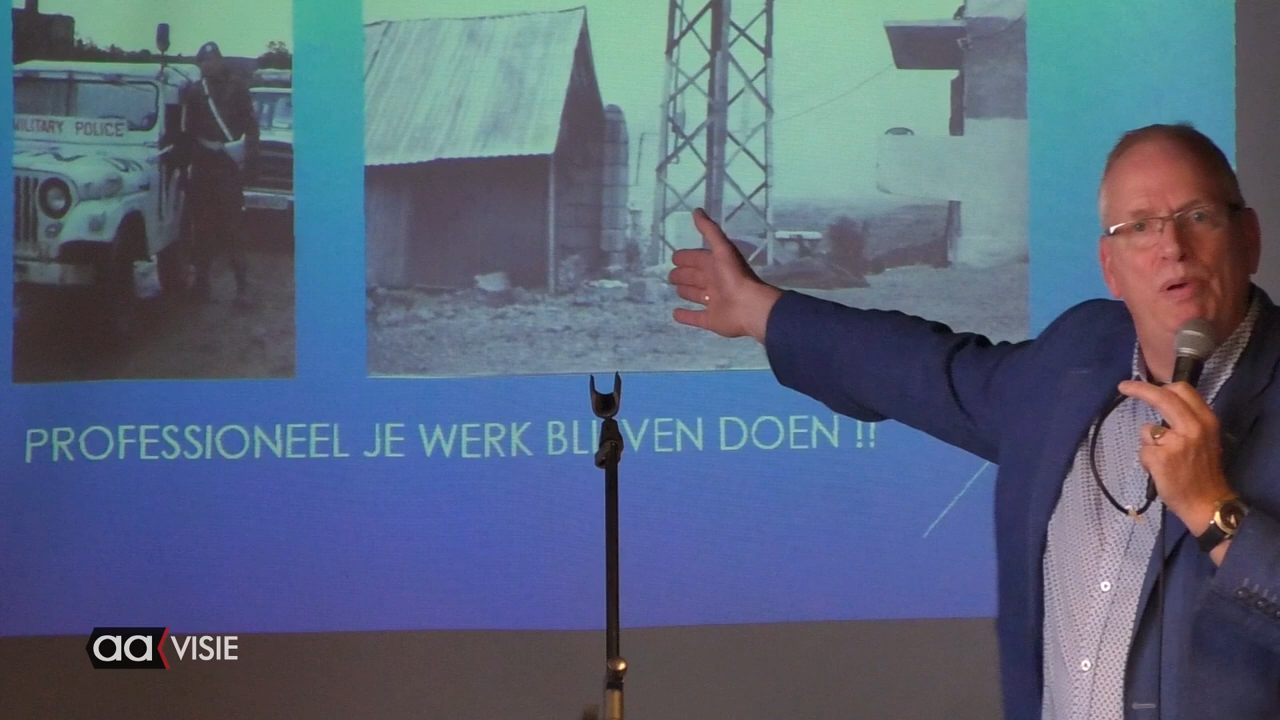 MILITARY POLICE
PROFESSIONEEL JE WERK BLIJVEN DOEN !!
aa VISIE